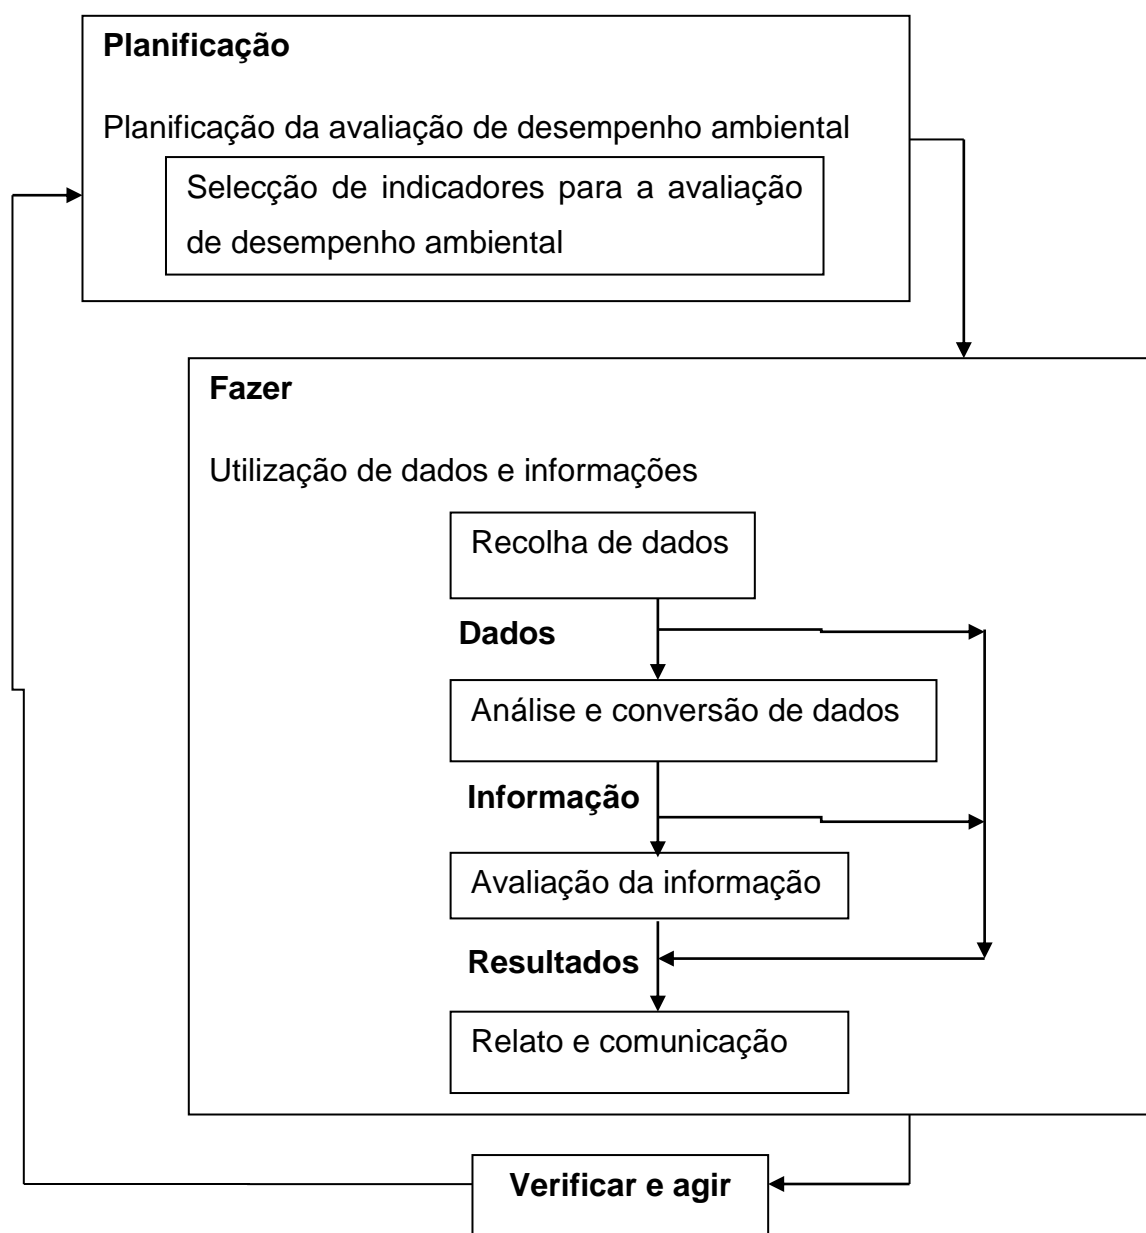 Planificação
Planificação da avaliação de desempenho ambiental
Selecção de indicadores para a avaliação
de desempenho ambiental
Fazer
Utilização de dados e informações
Recolha de dados
Dados
Análise e conversão de dados
Informação
Avaliação da informação
Resultados
Relato e comunicação
Verificar e agir